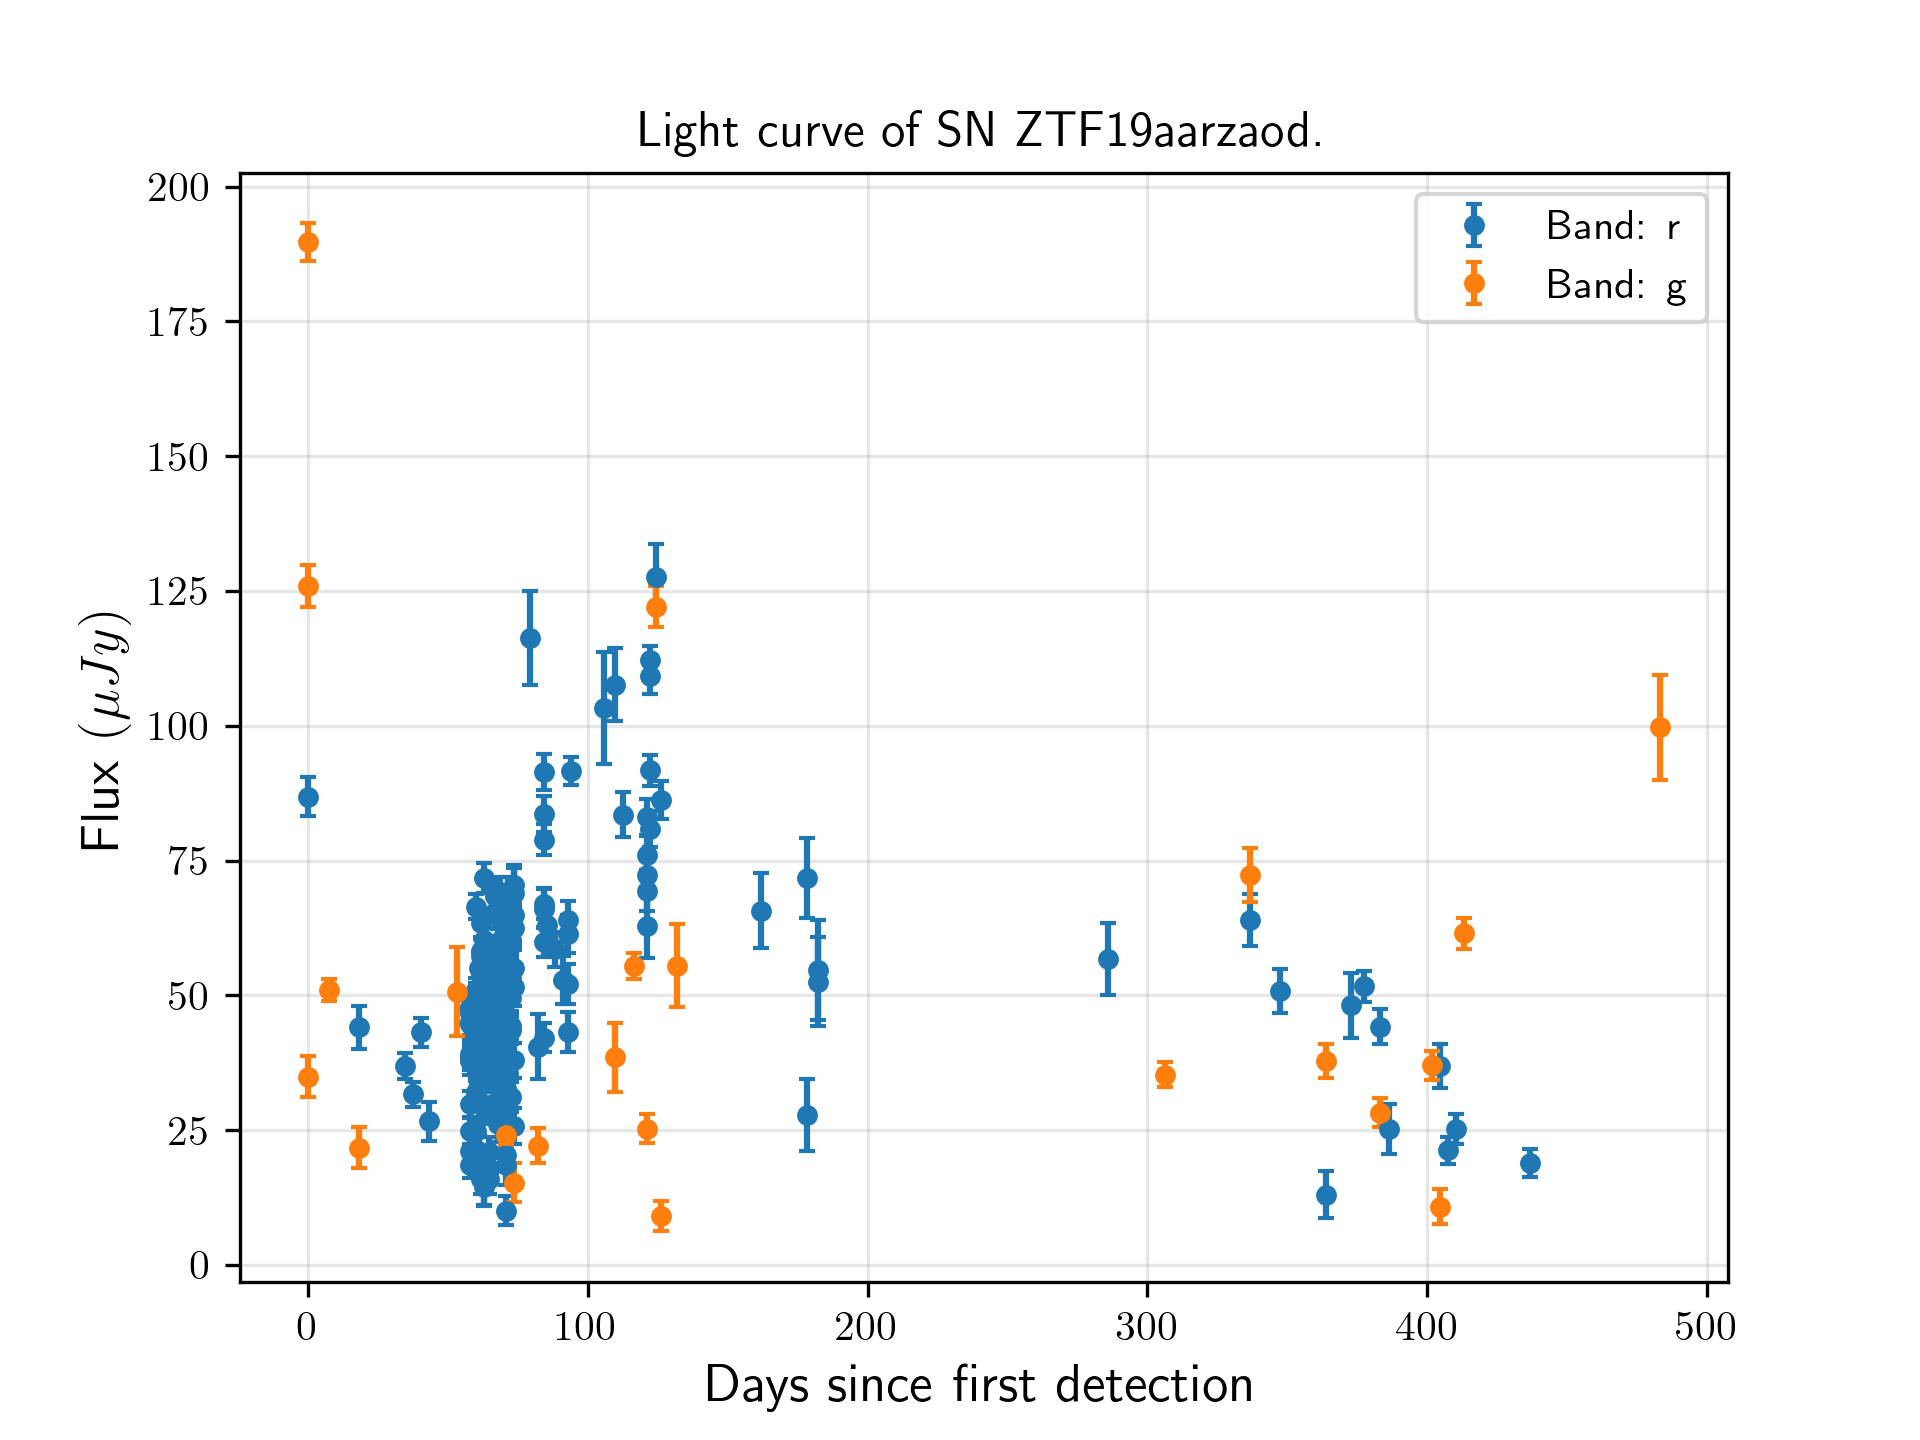 Light curve of SN ZTF19aarzaod.
200
175
150
125
100
75
50
25
0
Flux (μJy)
Band: r
Band: g
0 100 200 300 400 500
Days since first detection